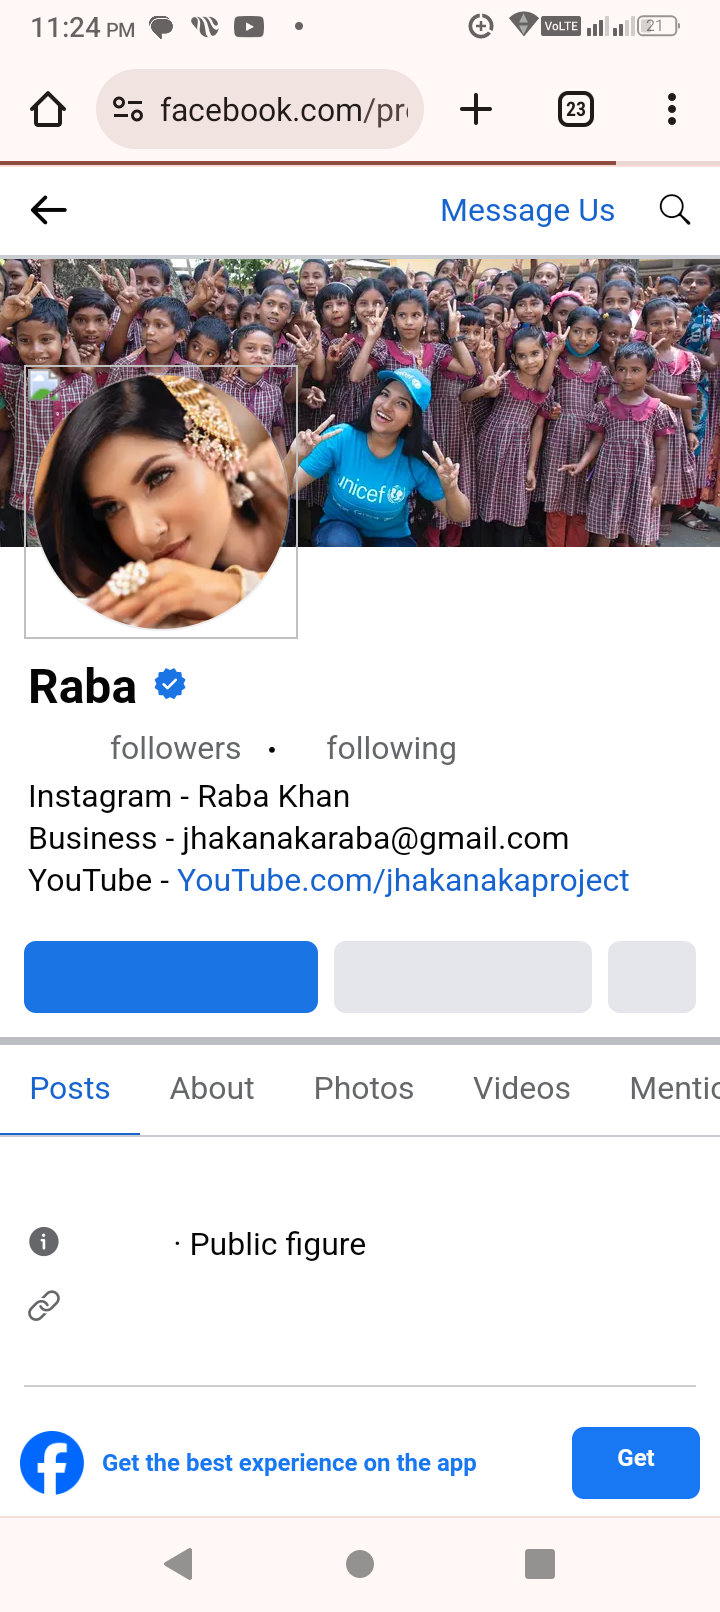 11:24 PM
VoLTE
21
facebook.com/pr
23
Message Us
unicef
Raba
followers · following
Instagram - Raba Khan
Business - jhakanakaraba@gmail.com
YouTube - YouTube.com/jhakanakaproject
Posts About Photos Videos Mentio
· Public figure
Get the best experience on the app
Get